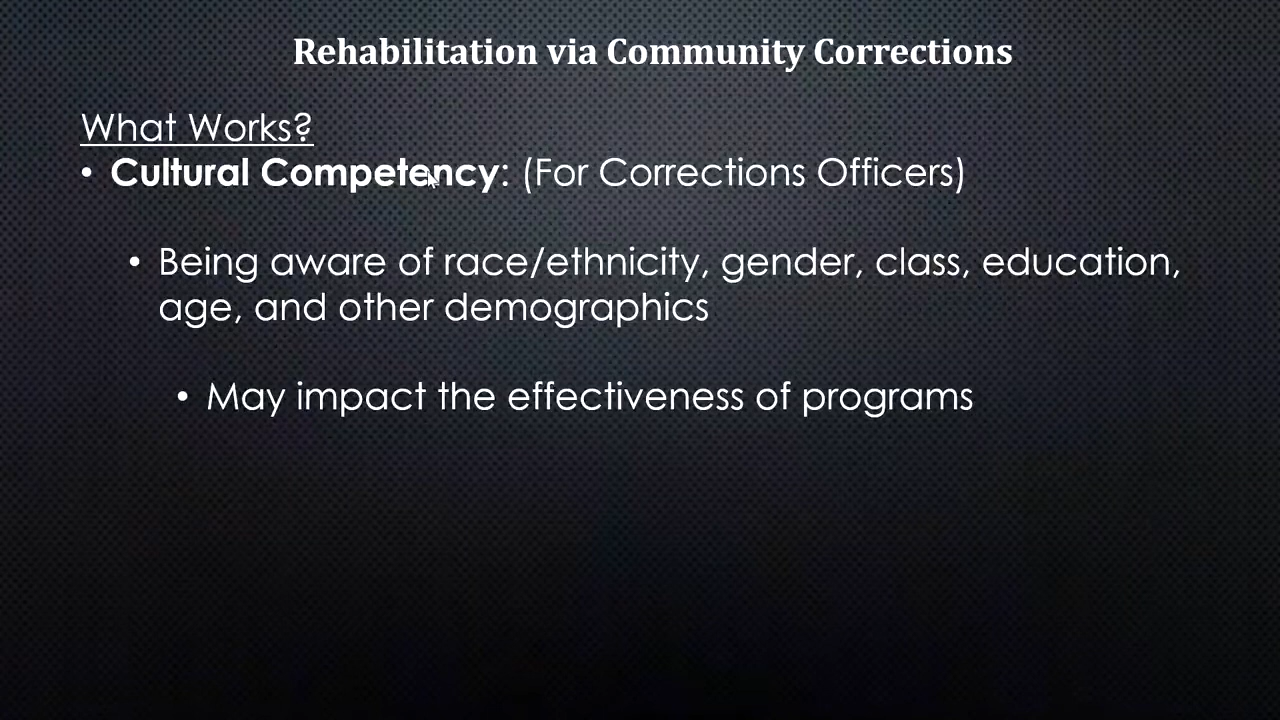 Rehabilitation via Community Corrections
What Works?
• Cultural Competency: (For Corrections Officers)
• Being aware of race/ethnicity, gender, class, education,
age, and other demographics
• May impact the effectiveness of programs